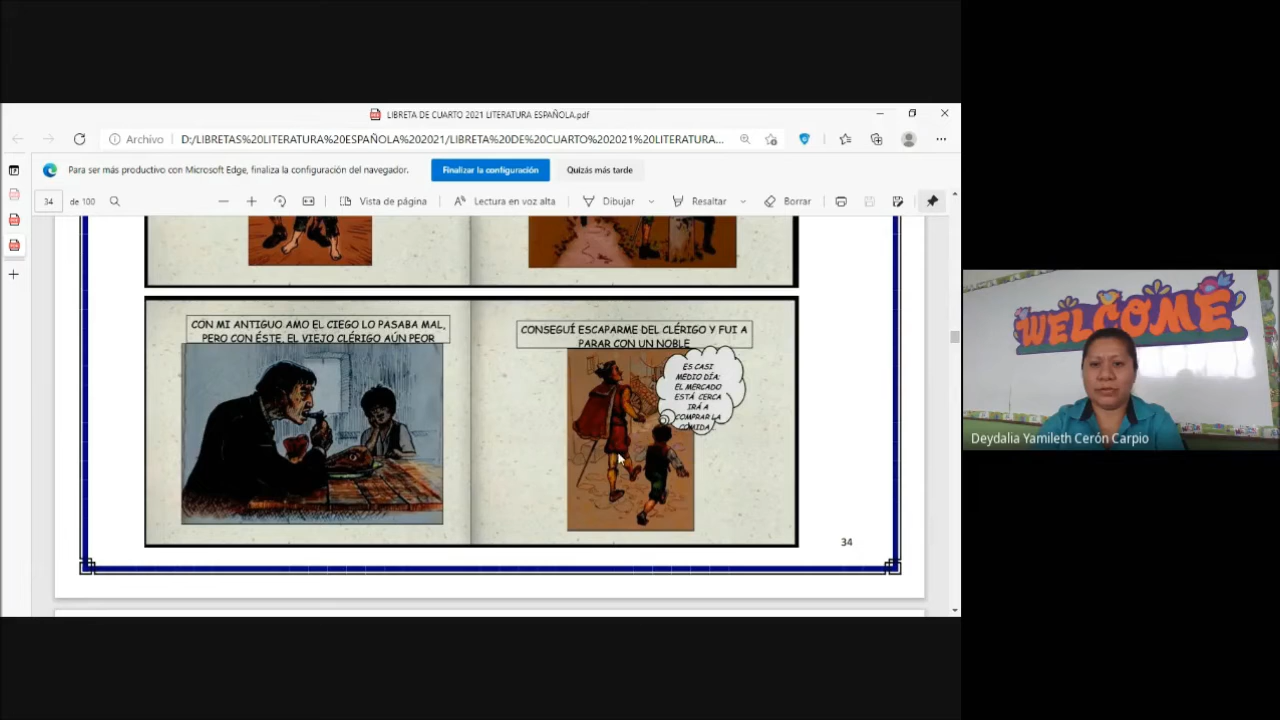 LIBRETA DE CUARTO 2021 LITERATURA ESPAÑOLA.pdf
Archivo
D:/LIBRETAS%20LITERATURA%20ESPAÑOLA%202021/LIBRETA%20DE%20CUARTO%202021%20LITERATURA...
Para ser más productivo con Microsoft Edge, finaliza la configuración del navegador.
Finalizar la configuración
Quizás más tarde
34
de 100
Vista de página
Lectura en voz alta
Dibujar
Resaltar
Borrar
CON MI ANTIGUO AMO EL CIEGO LO PASABA MAL,
PERO CON ÉSTE, EL VIEJO CLÉRIGO AÚN PEOR
CONSEGUÍ ESCAPARME DEL CLÉRIGO Y FUI A
PARAR CON UN NOBLE
ES CASI
MEDIO DÍA:
EL MERCADO
ESTÁ CERCA
IRÁ A
COMPRAR LA
COMIDA
34
WELCOME
Deydalia Yamileth Cerón Carpio